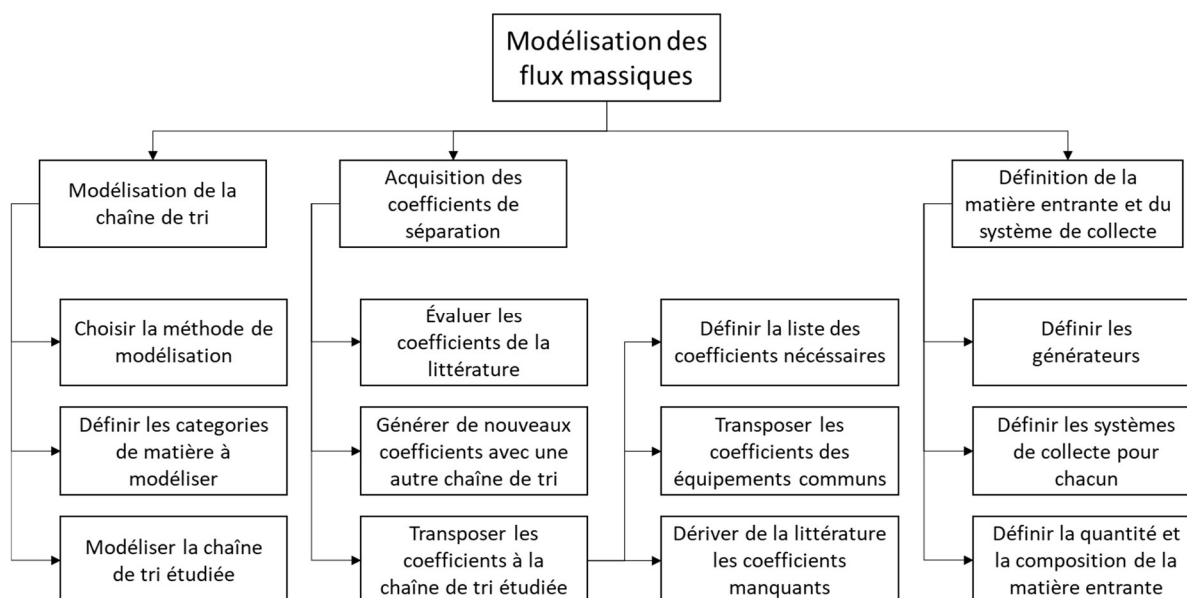 Modélisation des
flux massiques
Modélisation de la
chaîne de tri
Acquisition des
coefficients de
séparation
Définition de la
matière entrante et du
système de collecte
Choisir la méthode de
modélisation
Définir les categories
de matière à
modéliser
Modéliser la chaîne
de tri étudiée
Évaluer les
coefficients de la
littérature
Générer de nouveaux
coefficients avec une
autre chaîne de tri
Transposer les
coefficients à la
chaîne de tri étudiée
Définir la liste des
coefficients nécéssaires
Transposer les
coefficients des
équipements communs
Dériver de la littérature
les coefficients
manquants
Définir les
générateurs
Définir les systèmes
de collecte pour
chacun
Définir la quantité et
la composition de la
matière entrante